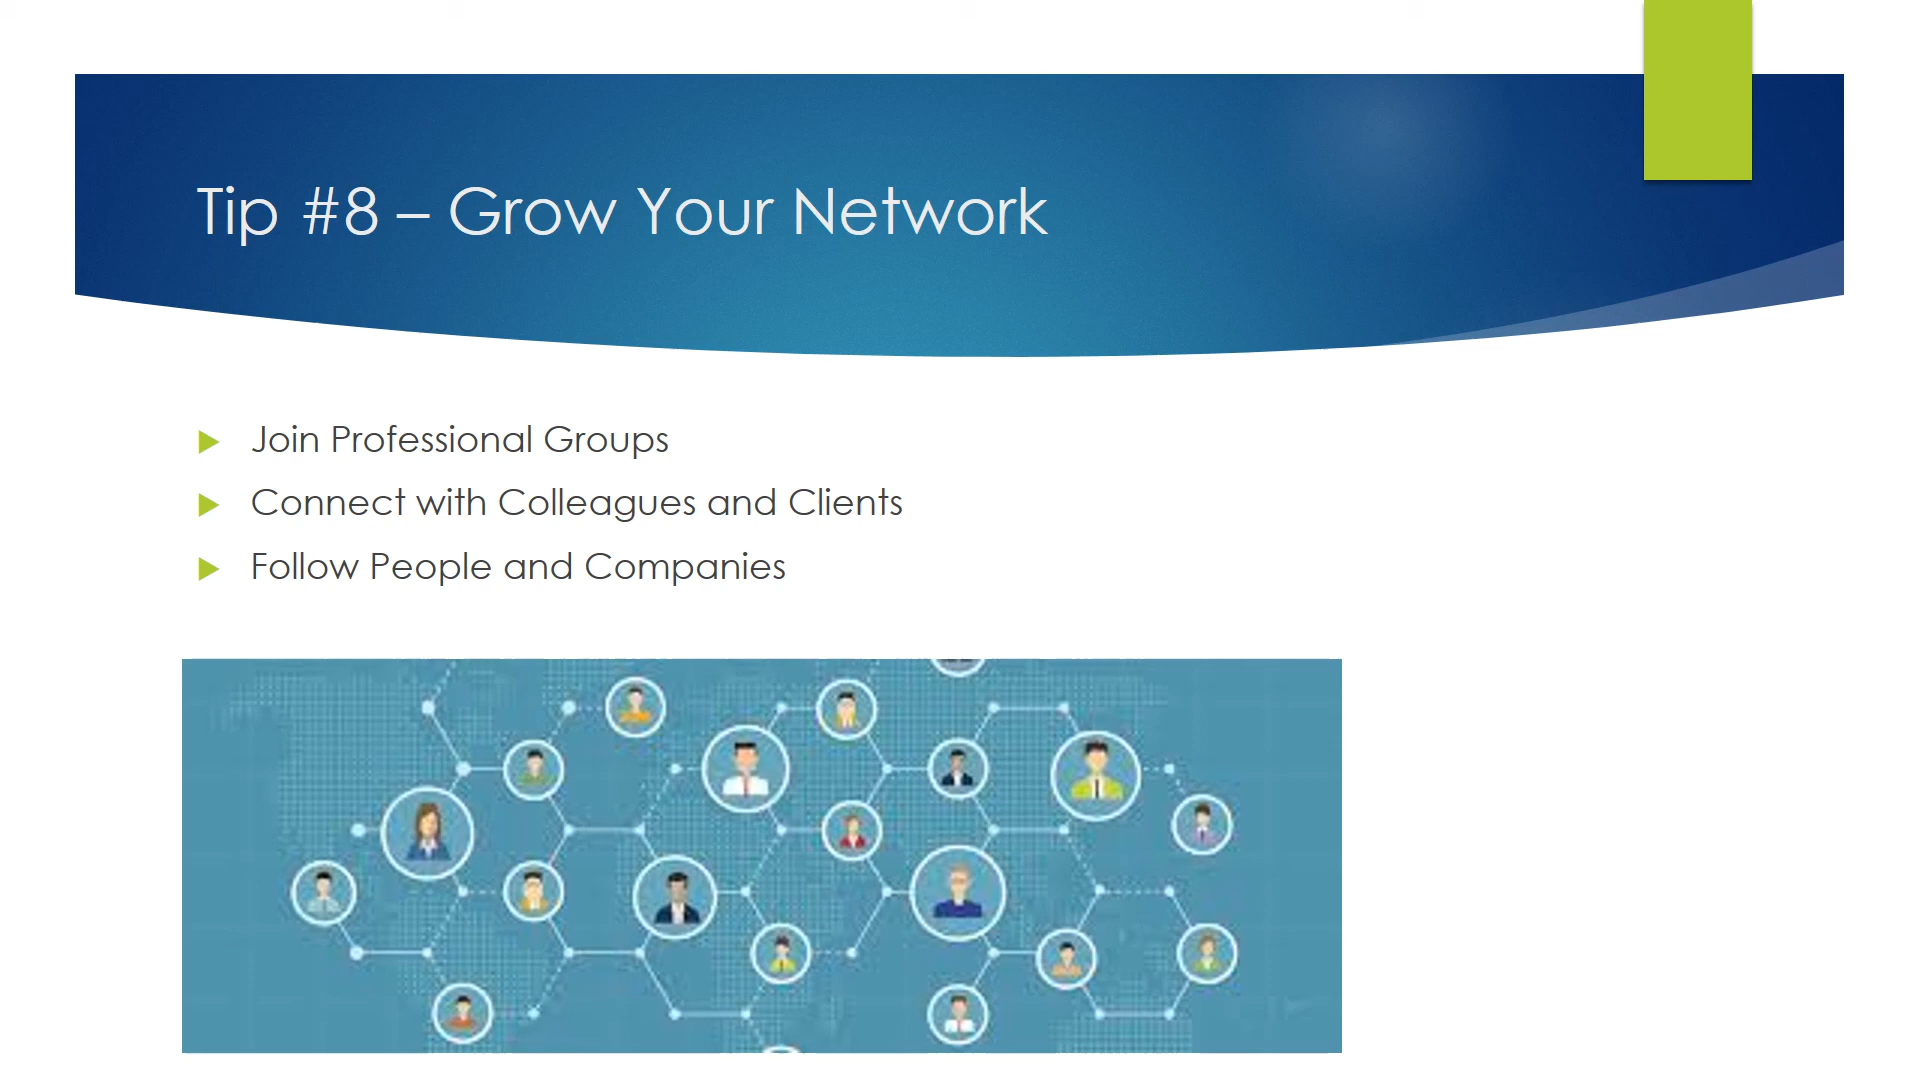 Tip #8 – Grow Your Network
Join Professional Groups
Connect with Colleagues and Clients
Follow People and Companies